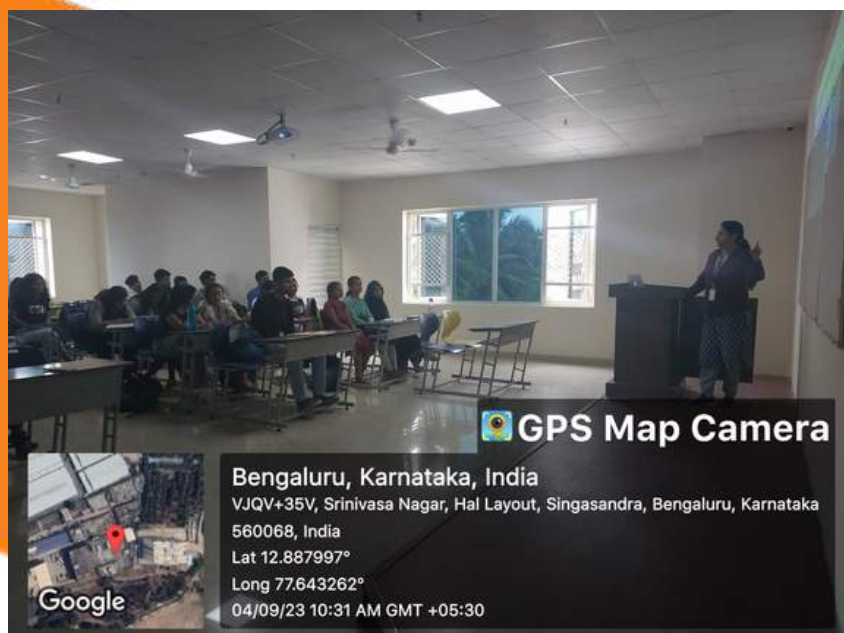 GPS Map Camera
Bengaluru, Karnataka, India
VJQV+35V, Srinivasa Nagar, Hal Layout, Singasandra, Bengaluru, Karnataka
560068, India
Lat 12.887997°
Long 77.643262°
04/09/23 10:31 AM GMT +05:30
Google